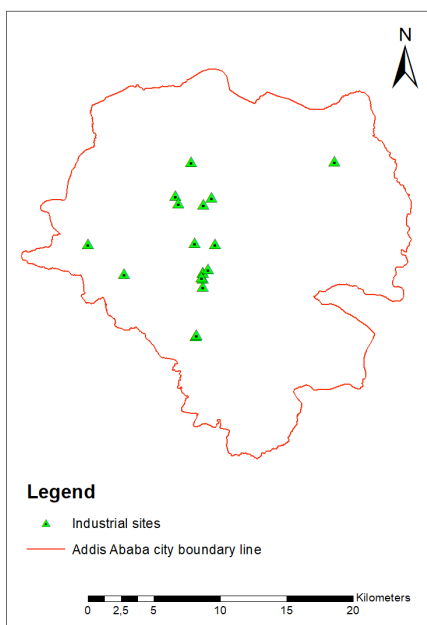 N
Legend
Industrial sites
Addis Ababa city boundary line
Kilometers
0 2,5 5 10 15 20